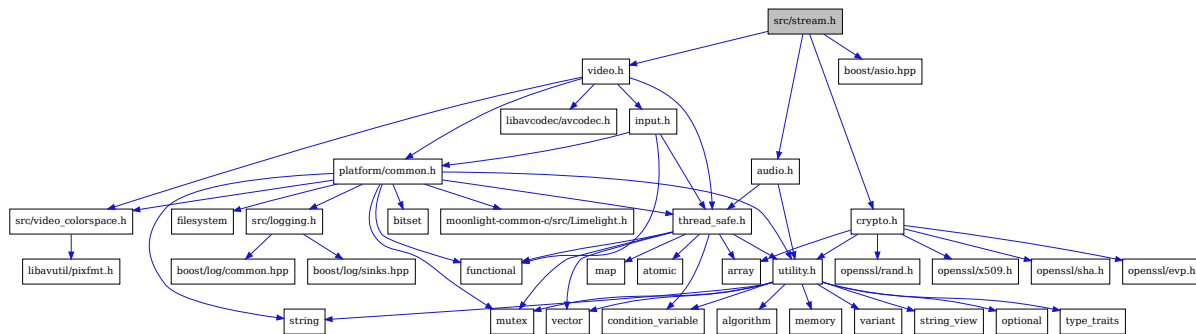 src/stream.h
video.h
boost/asio.hpp
libavcodec/avcodec.h
input.h
platform/common.h
audio.h
src/video_colorspace.h
filesystem
src/logging.h
bitset
moonlight-common-c/src/Limelight.h
thread_safe.h
crypto.h
libavutil/pixfmt.h
boost/log/common.hpp
boost/log/sinks.hpp
functional
map
atomic
array
utility.h
openssl/rand.h
openssl/x509.h
openssl/sha.h
openssl/evp.h
string
mutex
vector
condition_variable
algorithm
memory
variant
string_view
optional
type_traits